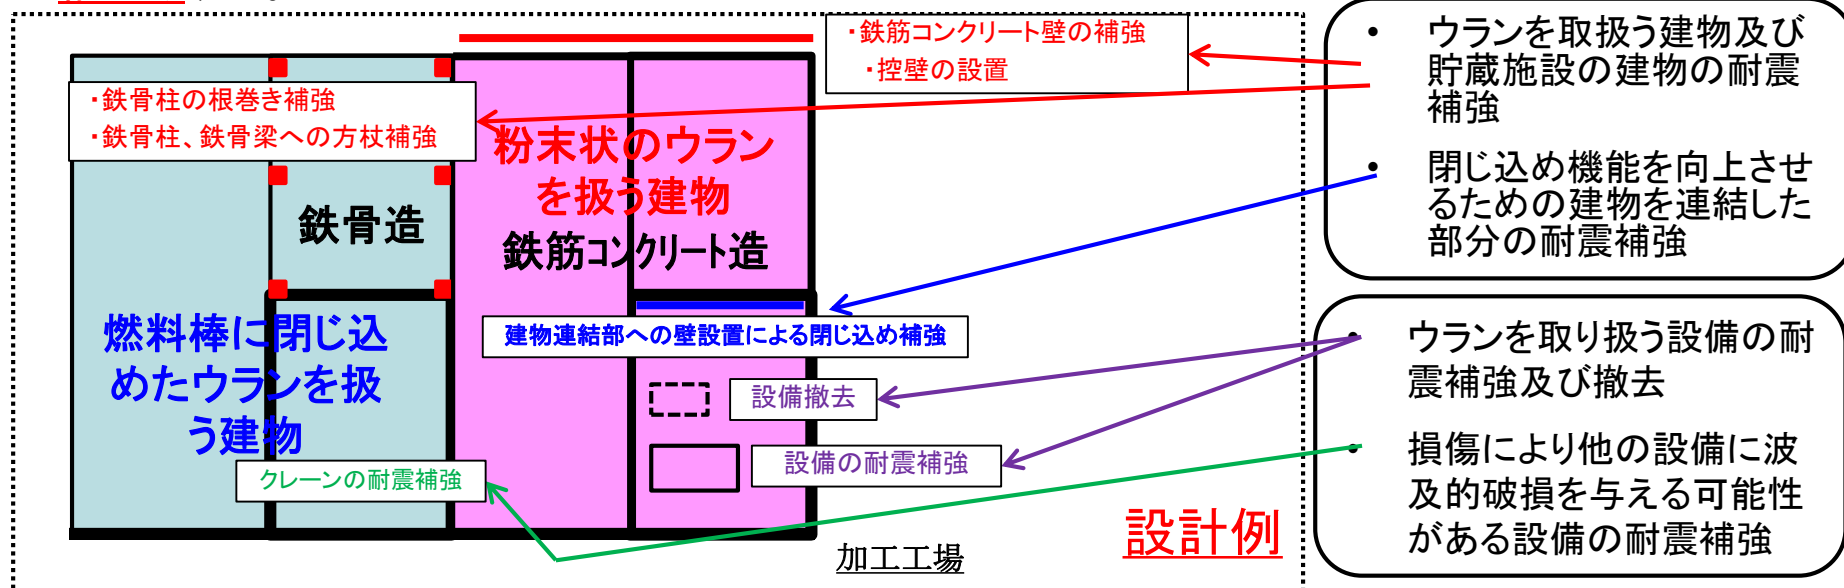 ・鉄筋コンクリート壁の補強
・控壁の設置
・鉄骨柱の根巻き補強
・鉄骨柱、鉄骨梁への方杖補強
粉末状のウラン
を扱う建物
鉄筋コンクリート造
鉄骨造
燃料棒に閉じ込
めたウランを扱
う建物
建物連結部への壁設置による閉じ込め補強
設備撤去
設備の耐震補強
クレーンの耐震補強
加工工場
設計例
• ウランを取扱う建物及び
貯蔵施設の建物の耐震
補強
• 閉じ込め機能を向上させ
るための建物を連結した
部分の耐震補強
• ウランを取り扱う設備の耐
震補強及び撤去
• 損傷により他の設備に波
及的破損を与える可能性
がある設備の耐震補強